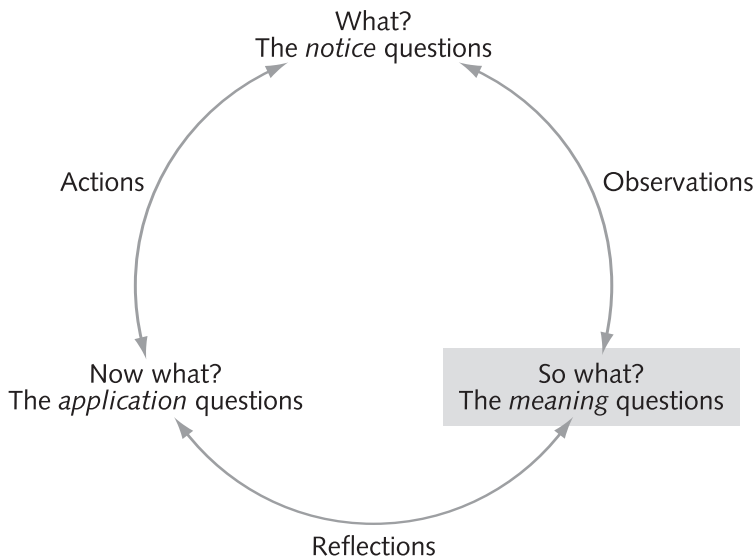 What?
The notice questions
Actions
Observations
Now what?
The application questions
So what?
The meaning questions
Reflections